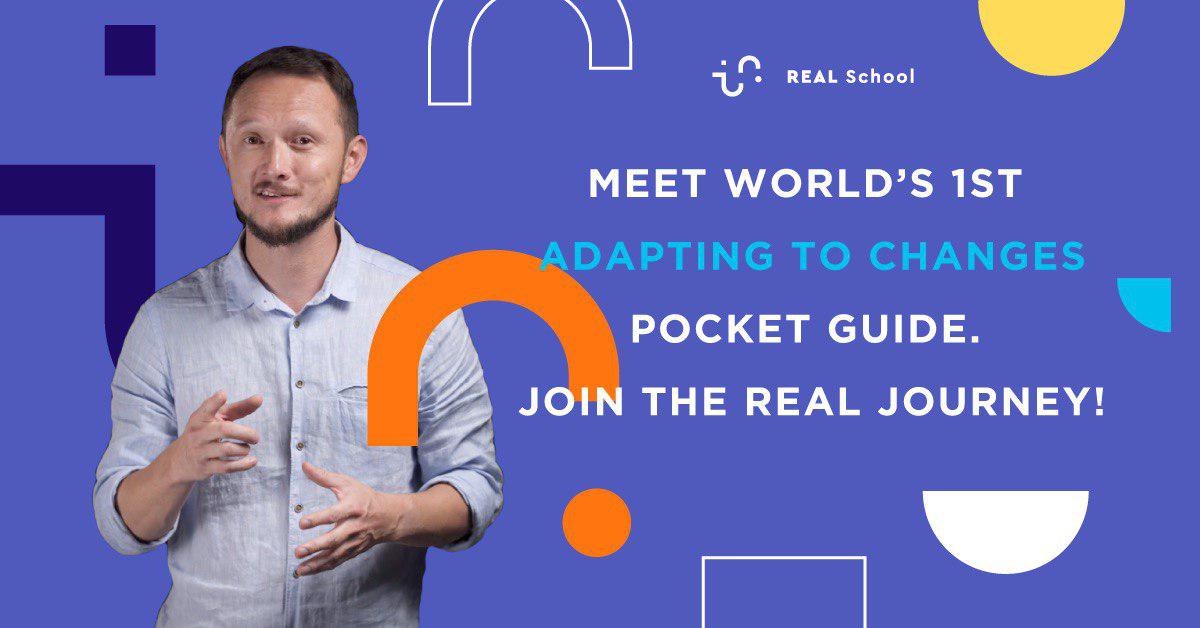 REAL School
MEET WORLD'S 1ST
ADAPTING TO CHANGES
POCKET GUIDE.
JOIN THE REAL JOURNEY!